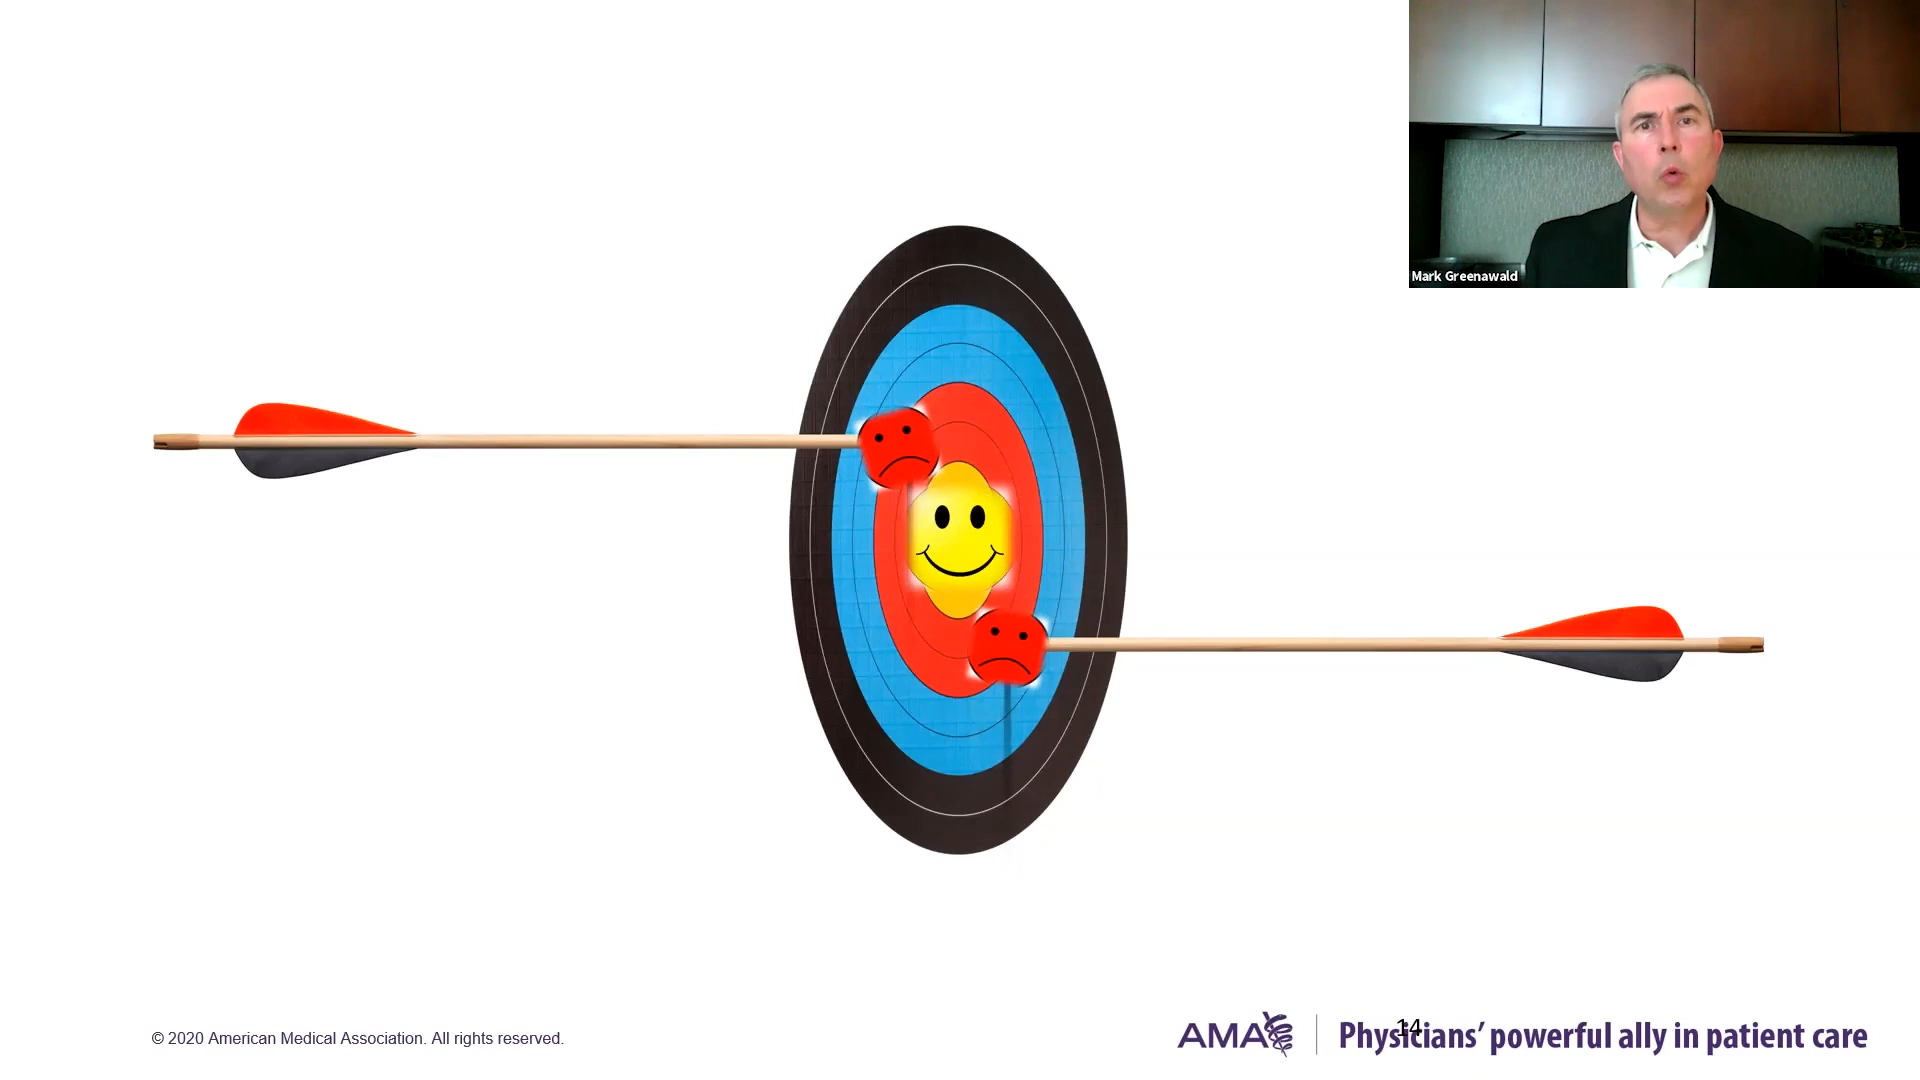 Mark Greenawald
© 2020 American Medical Association. All rights reserved.
AMA
Physicians’ powerful ally in patient care
14